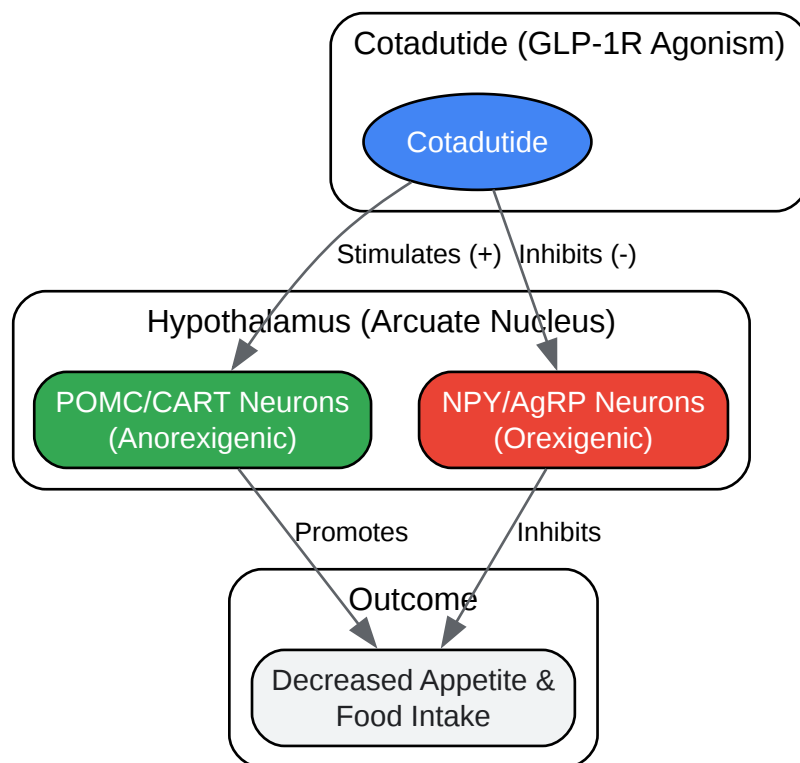 Cotadutide (GLP-1R Agonism)
Cotadutide
Stimulates (+)
Inhibits (-)
Hypothalamus (Arcuate Nucleus)
POMC/CART Neurons
(Anorexigenic)
NPY/AgRP Neurons
(Orexigenic)
Promotes
Inhibits
Outcome
Decreased Appetite &
Food Intake